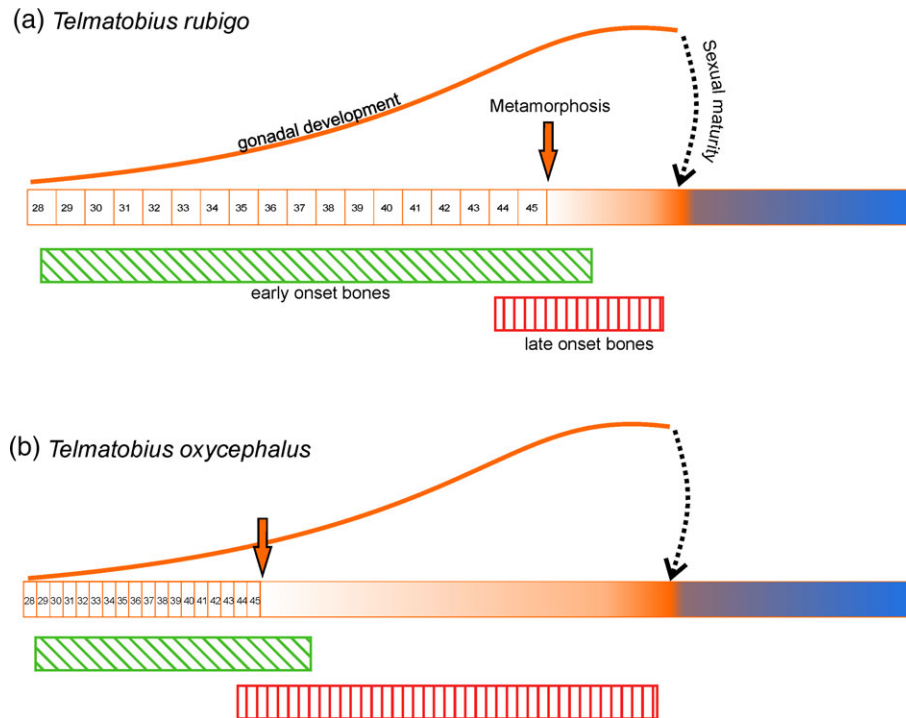 (a) Telmatobius rubigo
gonadal development
Metamorphosis
Sexual maturity
28 29 30 31 32 33 34 35 36 37 38 39 40 41 42 43 44 45
early onset bones
late onset bones
(b) Telmatobius oxycephalus
28 29 30 31 32 33 34 35 36 37 38 39 40 41 42 43 44 45